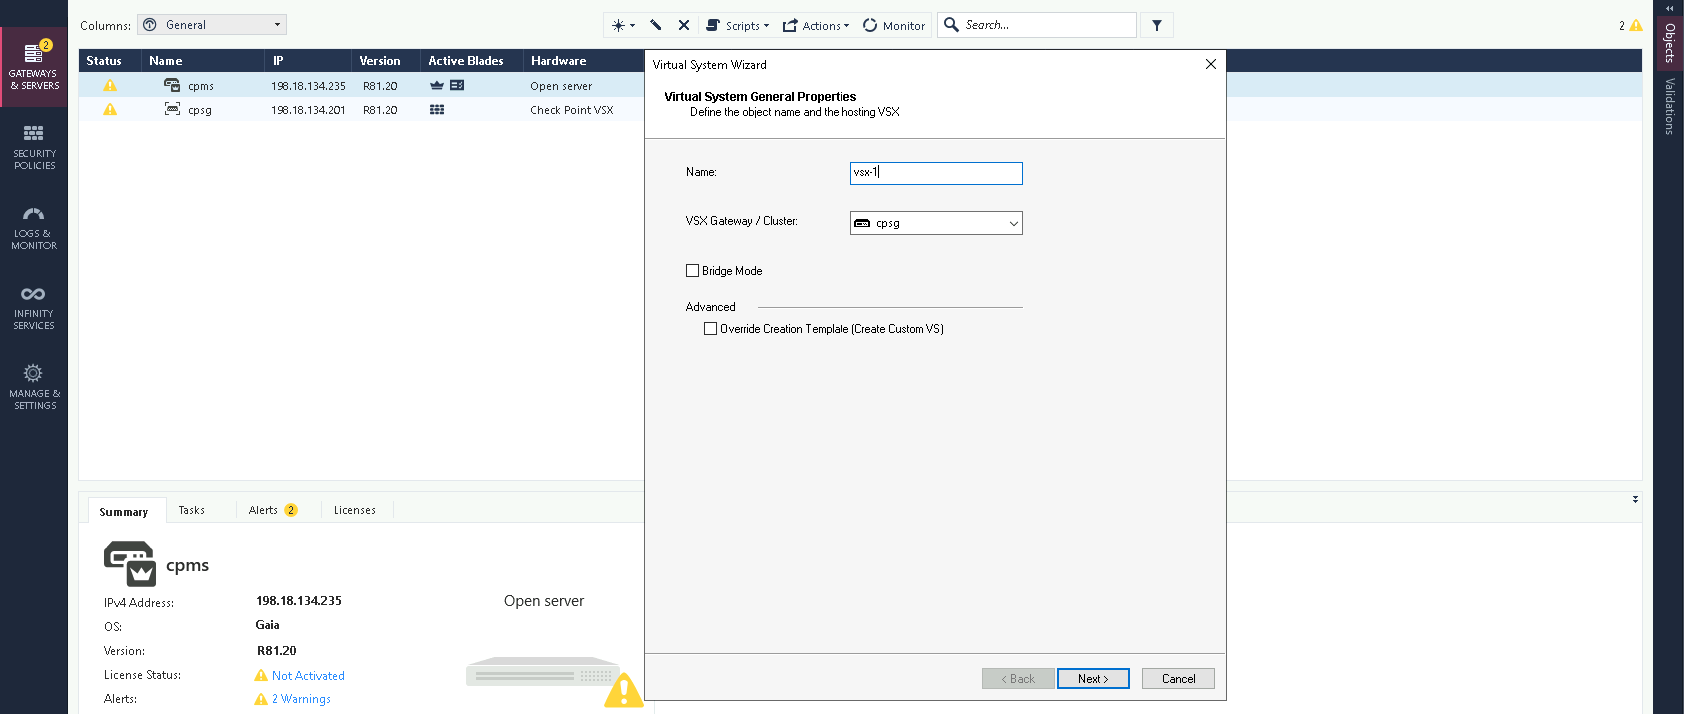 Columns: General
Scripts Actions Monitor Search...
2
2
GATEWAYS
& SERVERS
SECURITY
POLICIES
LOGS &
MONITOR
INFINITY
SERVICES
MANAGE &
SETTINGS
Status Name IP Version Active Blades Hardware
cpms 198.18.134.235 R81.20 Open server
cpsg 198.18.134.201 R81.20 Check Point VSX
Virtual System Wizard
Virtual System General Properties
Define the object name and the hosting VSX
Name: vsx-1
VSX Gateway / Cluster: cpsg
Bridge Mode
Advanced
Override Creation Template (Create Custom VS)
< Back Next > Cancel
Summary Tasks Alerts 2 Licenses
cpms
IPv4 Address: 198.18.134.235
OS: Gaia
Version: R81.20
License Status: Not Activated
Alerts: 2 Warnings
Open server
Objects
Validations